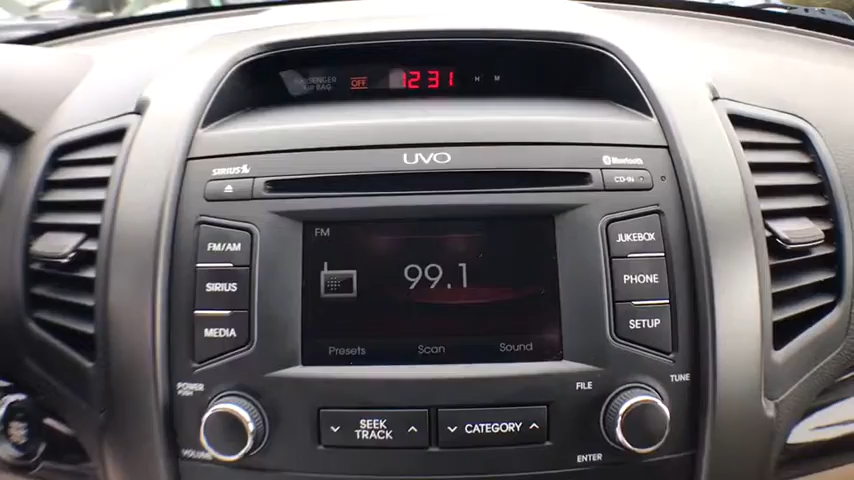 PASSENGER
AIR BAG
OFF
12:31
H M
SIRIUS
UVO
Bluetooth
CD-IN
FM
FM/AM
SIRIUS
MEDIA
99.1
Presets
Scan
Sound
JUKEBOX
PHONE
SETUP
POWER
PUSH
VOLUME
SEEK
TRACK
CATEGORY
FILE
TUNE
ENTER